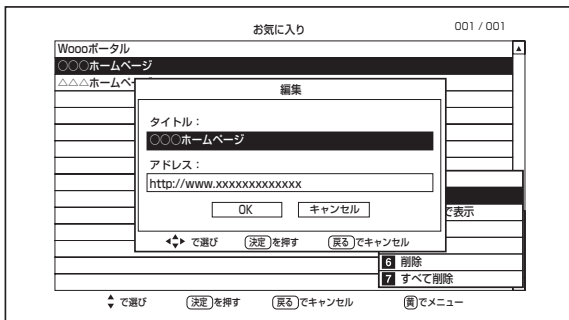 お気に入り 001 / 001
Woooポータル
○○○ホームページ
△△△ホームペー
編集
タイトル：
○○○ホームページ
アドレス：
http://www.xxxxxxxxxxxxx
OK キャンセル
で表示
で選び 決定を押す 戻るでキャンセル
6 削除
7 すべて削除
で選び 決定を押す 戻るでキャンセル 黄でメニュー